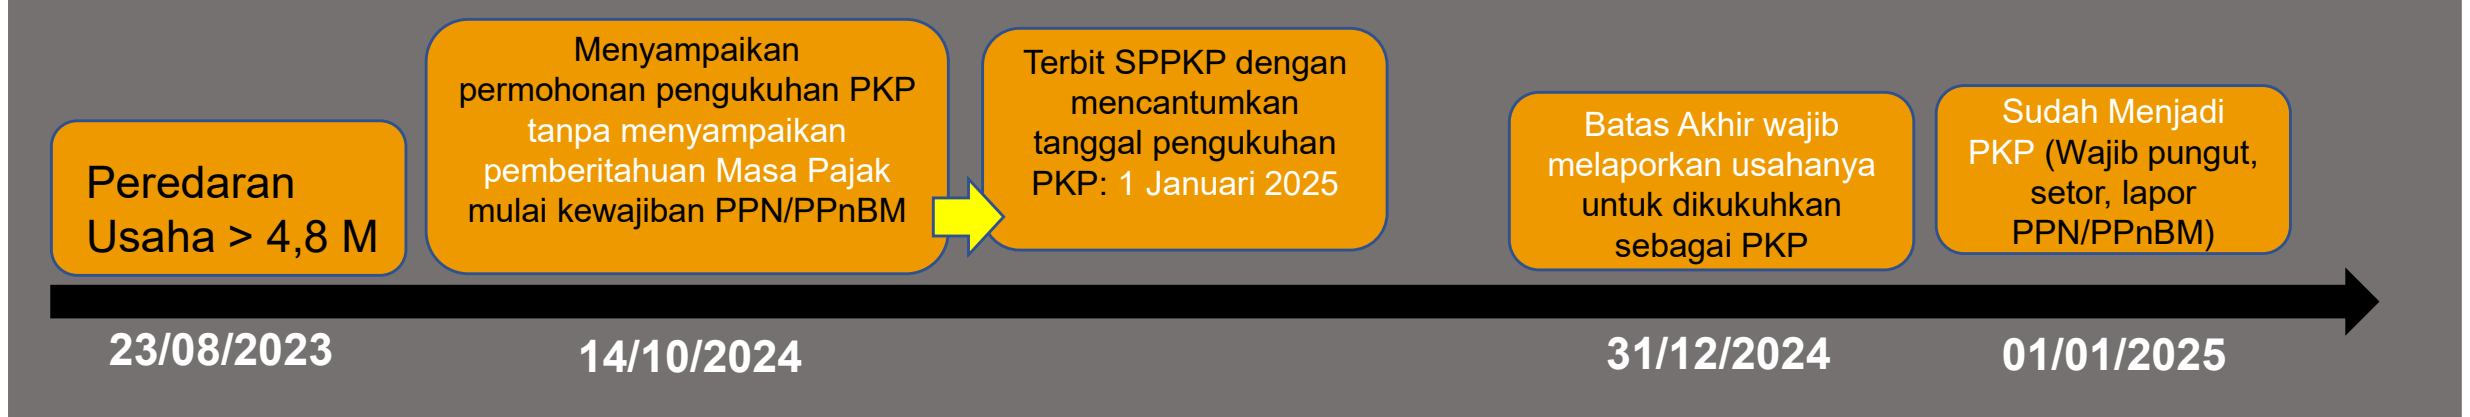 Peredaran
Usaha > 4,8 M
Menyampaikan
permohonan pengukuhan PKP
tanpa menyampaikan
pemberitahuan Masa Pajak
mulai kewajiban PPN/PPnBM
Terbit SPPKP dengan
mencantumkan
tanggal pengukuhan
PKP: 1 Januari 2025
Batas Akhir wajib
melaporkan usahanya
untuk dikukuhkan
sebagai PKP
Sudah Menjadi
PKP (Wajib pungut,
setor, lapor
PPN/PPnBM)
23/08/2023
14/10/2024
31/12/2024
01/01/2025